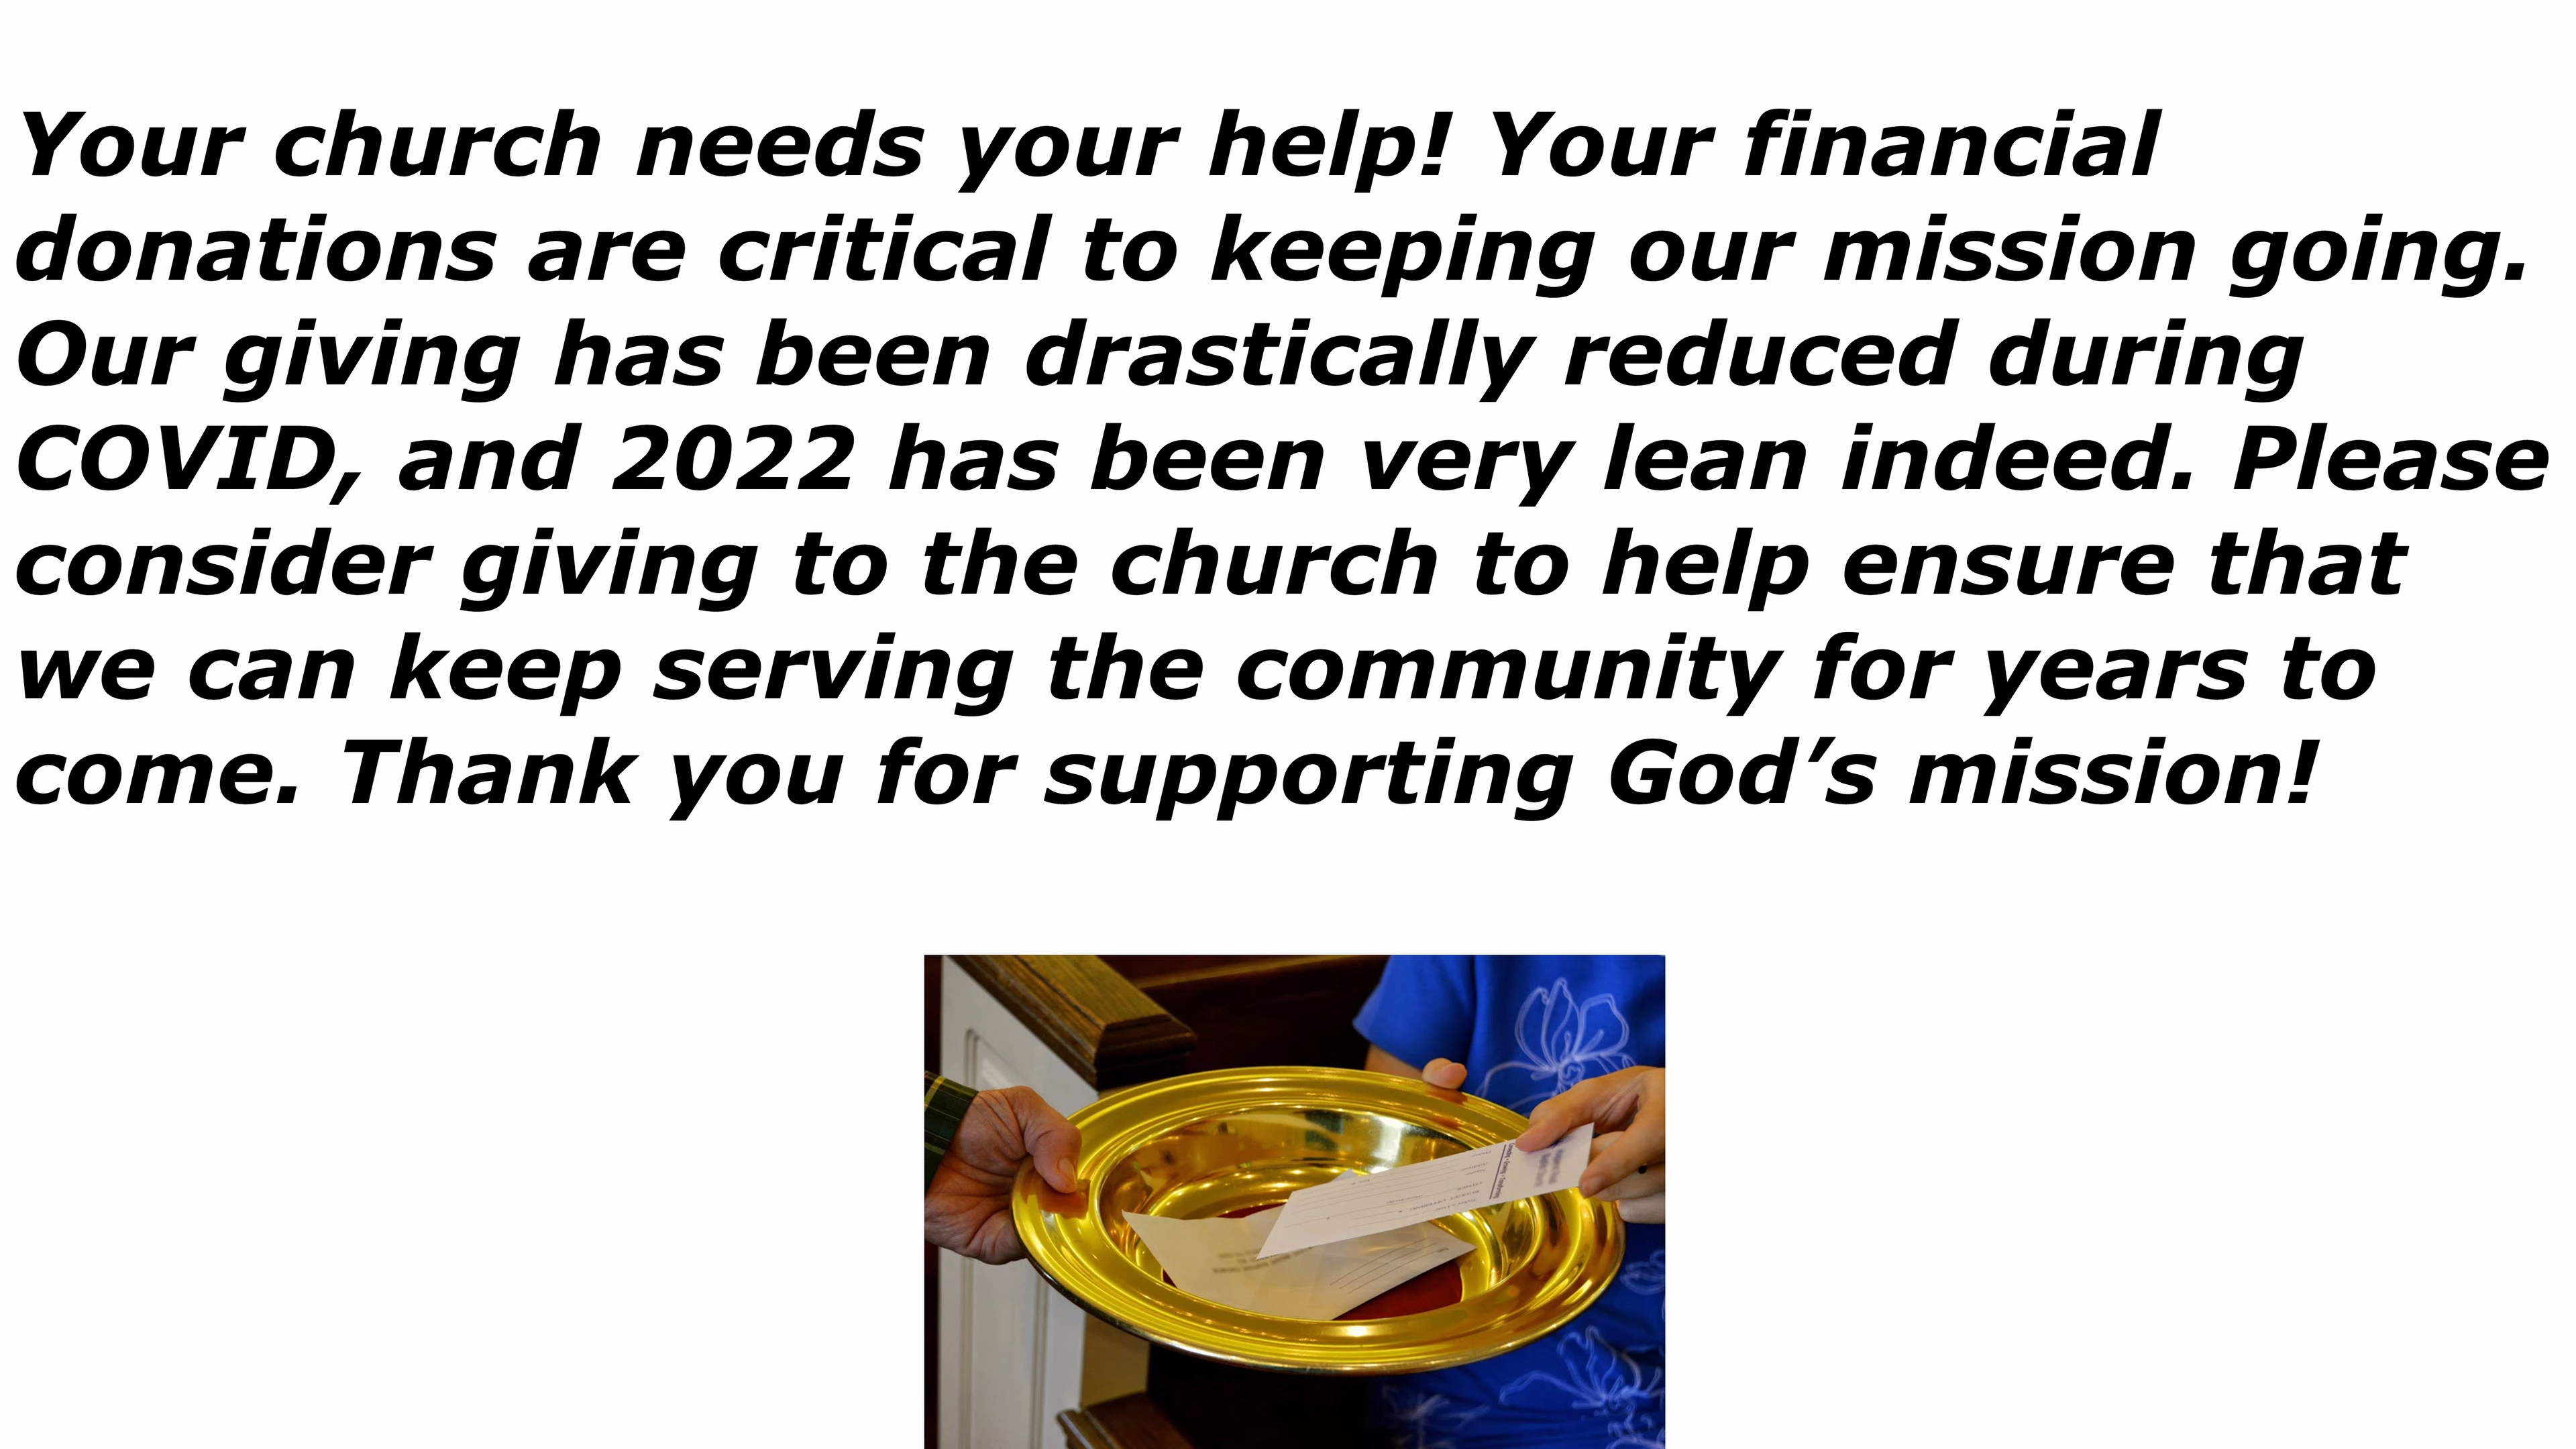 Your church needs your help! Your financial
donations are critical to keeping our mission going.
Our giving has been drastically reduced during
COVID, and 2022 has been very lean indeed. Please
consider giving to the church to help ensure that
we can keep serving the community for years to
come. Thank you for supporting God’s mission!